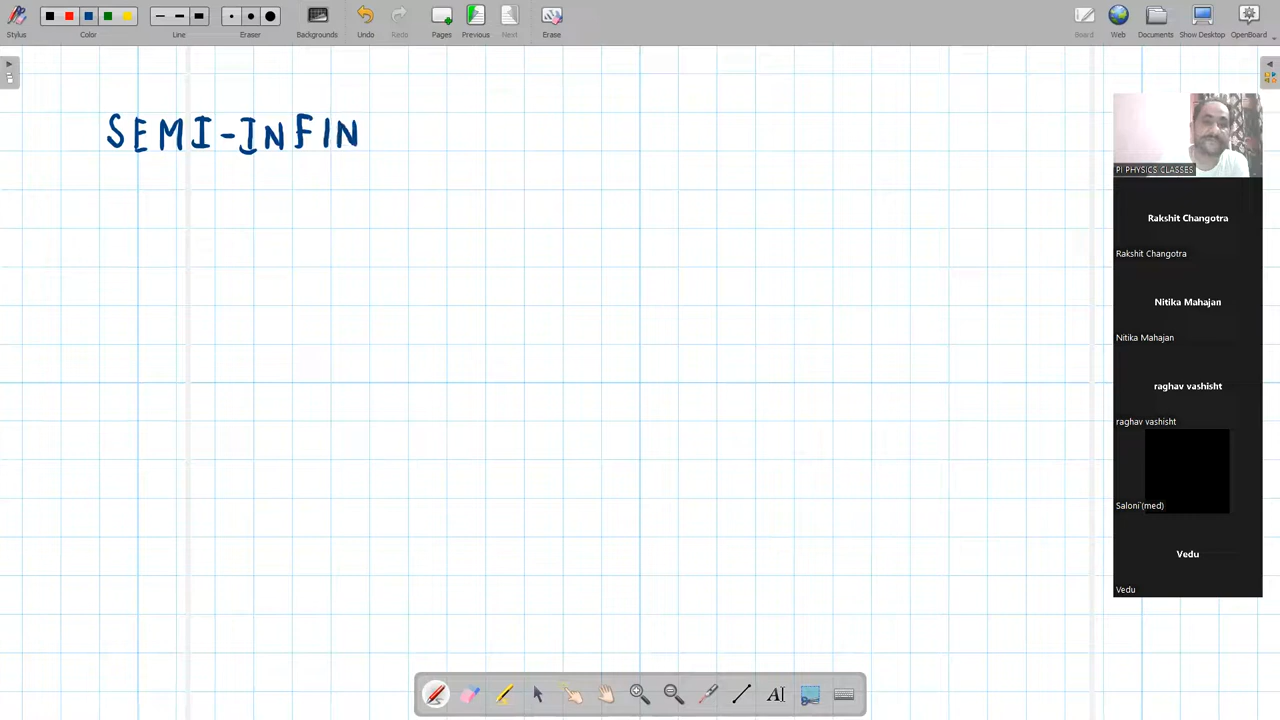 Stylus
Color
Line
Eraser
Backgrounds
Undo
Redo
Pages
Previous
Next
Erase
Board
Web
Documents
Show Desktop
OpenBoard
SEMI-INFIN
PI PHYSICS CLASSES
Rakshit Changotra
Rakshit Changotra
Nitika Mahajan
Nitika Mahajan
raghav vashisht
raghav vashisht
Saloni (med)
Vedu
Vedu